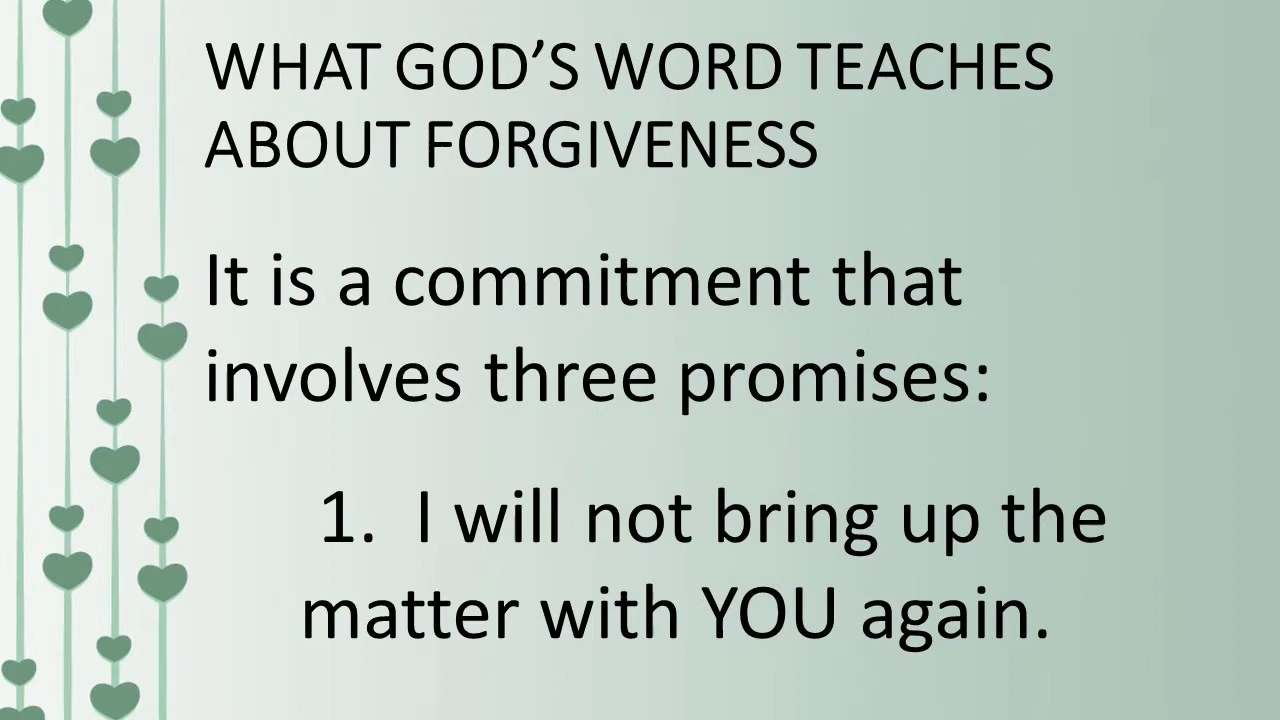 WHAT GOD’S WORD TEACHES
ABOUT FORGIVENESS
It is a commitment that
involves three promises:
1. I will not bring up the
matter with YOU again.